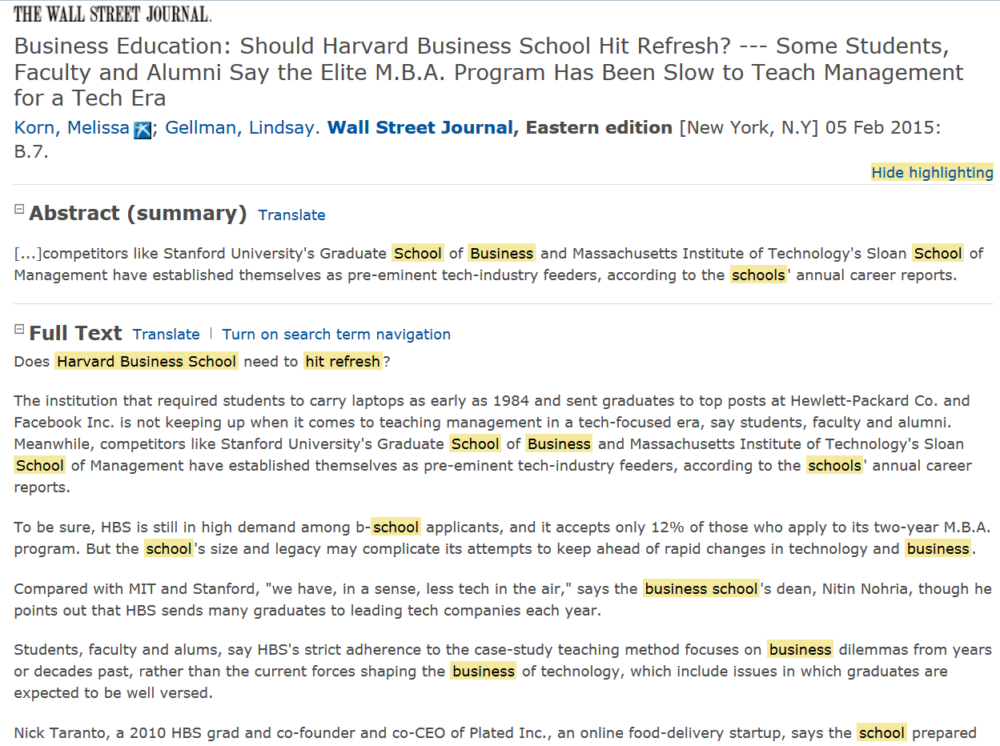 THE WALL STREET JOURNAL.
Business Education: Should Harvard Business School Hit Refresh? --- Some Students,
Faculty and Alumni Say the Elite M.B.A. Program Has Been Slow to Teach Management
for a Tech Era
Korn, Melissa; Gellman, Lindsay. Wall Street Journal, Eastern edition [New York, N.Y] 05 Feb 2015:
B.7.
Hide highlighting
Abstract (summary) Translate
[...]competitors like Stanford University's Graduate School of Business and Massachusetts Institute of Technology's Sloan School of
Management have established themselves as pre-eminent tech-industry feeders, according to the schools' annual career reports.
Full Text Translate | Turn on search term navigation
Does Harvard Business School need to hit refresh?
The institution that required students to carry laptops as early as 1984 and sent graduates to top posts at Hewlett-Packard Co. and
Facebook Inc. is not keeping up when it comes to teaching management in a tech-focused era, say students, faculty and alumni.
Meanwhile, competitors like Stanford University's Graduate School of Business and Massachusetts Institute of Technology's Sloan
School of Management have established themselves as pre-eminent tech-industry feeders, according to the schools' annual career
reports.
To be sure, HBS is still in high demand among b-school applicants, and it accepts only 12% of those who apply to its two-year M.B.A.
program. But the school's size and legacy may complicate its attempts to keep ahead of rapid changes in technology and business.
Compared with MIT and Stanford, "we have, in a sense, less tech in the air," says the business school's dean, Nitin Nohria, though he
points out that HBS sends many graduates to leading tech companies each year.
Students, faculty and alums, say HBS's strict adherence to the case-study teaching method focuses on business dilemmas from years
or decades past, rather than the current forces shaping the business of technology, which include issues in which graduates are
expected to be well versed.
Nick Taranto, a 2010 HBS grad and co-founder and co-CEO of Plated Inc., an online food-delivery startup, says the school prepared